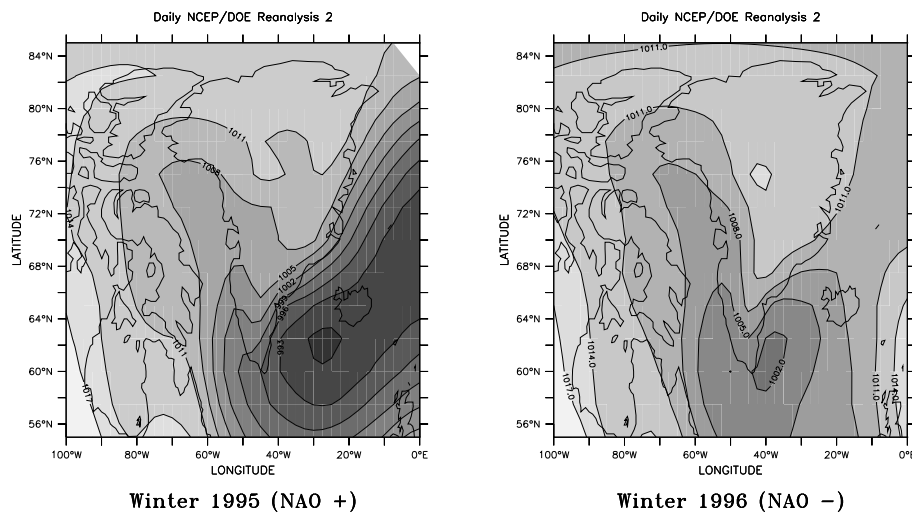 Daily NCEP/DOE Reanalysis 2
84°N
80°N
76°N
72°N
68°N
64°N
60°N
56°N
LATITUDE
1011
1008
1014
1005
1002
999
996
993
1011
1017
100°W
80°W
60°W
40°W
20°W
0°E
LONGITUDE
Winter 1995 (NAO +)
Daily NCEP/DOE Reanalysis 2
84°N
80°N
76°N
72°N
68°N
64°N
60°N
56°N
LATITUDE
1011.0
1011.0
1011.0
1008.0
1005.0
1014.0
1002.0
1017.0
1011.0
100°W
80°W
60°W
40°W
20°W
0°E
LONGITUDE
Winter 1996 (NAO −)